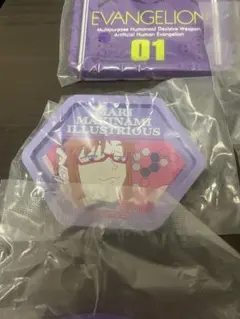 EVANGELION
Multipurpose Humanoid Decisive Weapon,
Artificial Human Evangelion
01
MARI
MAKINAMI
ILLUSTRIOUS